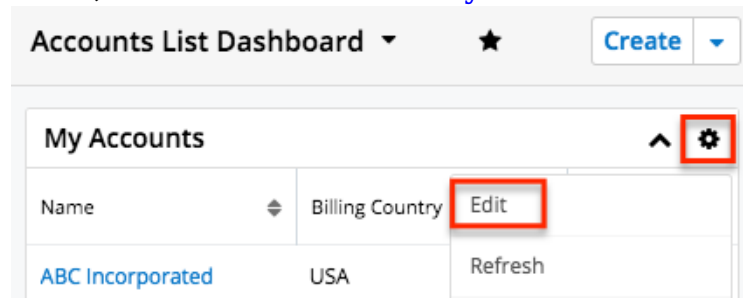 Accounts List Dashboard Create
My Accounts
Name Billing Country Edit
ABC Incorporated USA Refresh